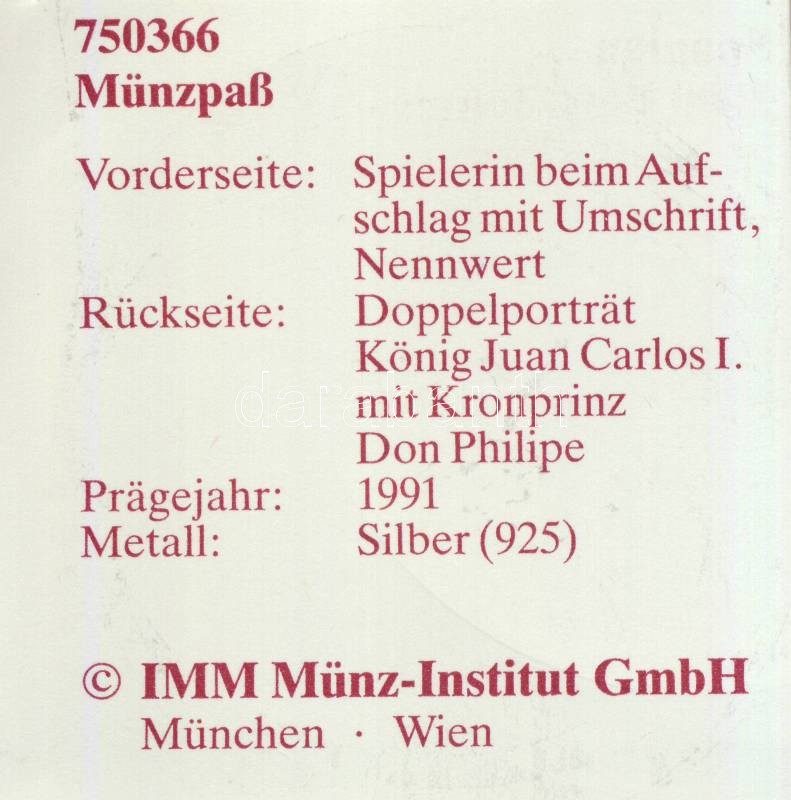 750366
Münzpaß
Vorderseite: Spielerin beim Auf-
schlag mit Umschrift,
Nennwert
Rückseite: Doppelporträt
König Juan Carlos I.
mit Kronprinz
Don Philipe
Prägejahr: 1991
Metall: Silber (925)
© IMM Münz-Institut GmbH
München · Wien